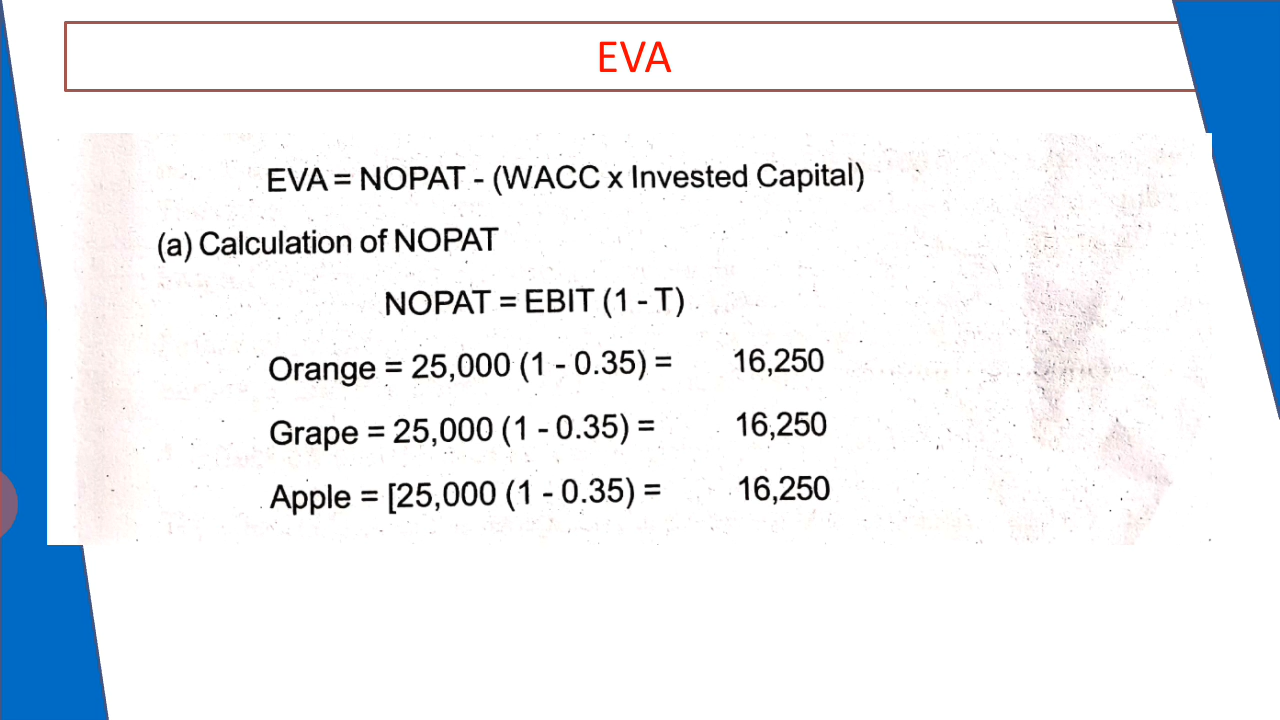 EVA
EVA = NOPAT - (WACC x Invested Capital)
(a) Calculation of NOPAT
NOPAT = EBIT (1 - T)
Orange = 25,000 (1 - 0.35) = 16,250
Grape = 25,000 (1 - 0.35) = 16,250
Apple = [25,000 (1 - 0.35) = 16,250